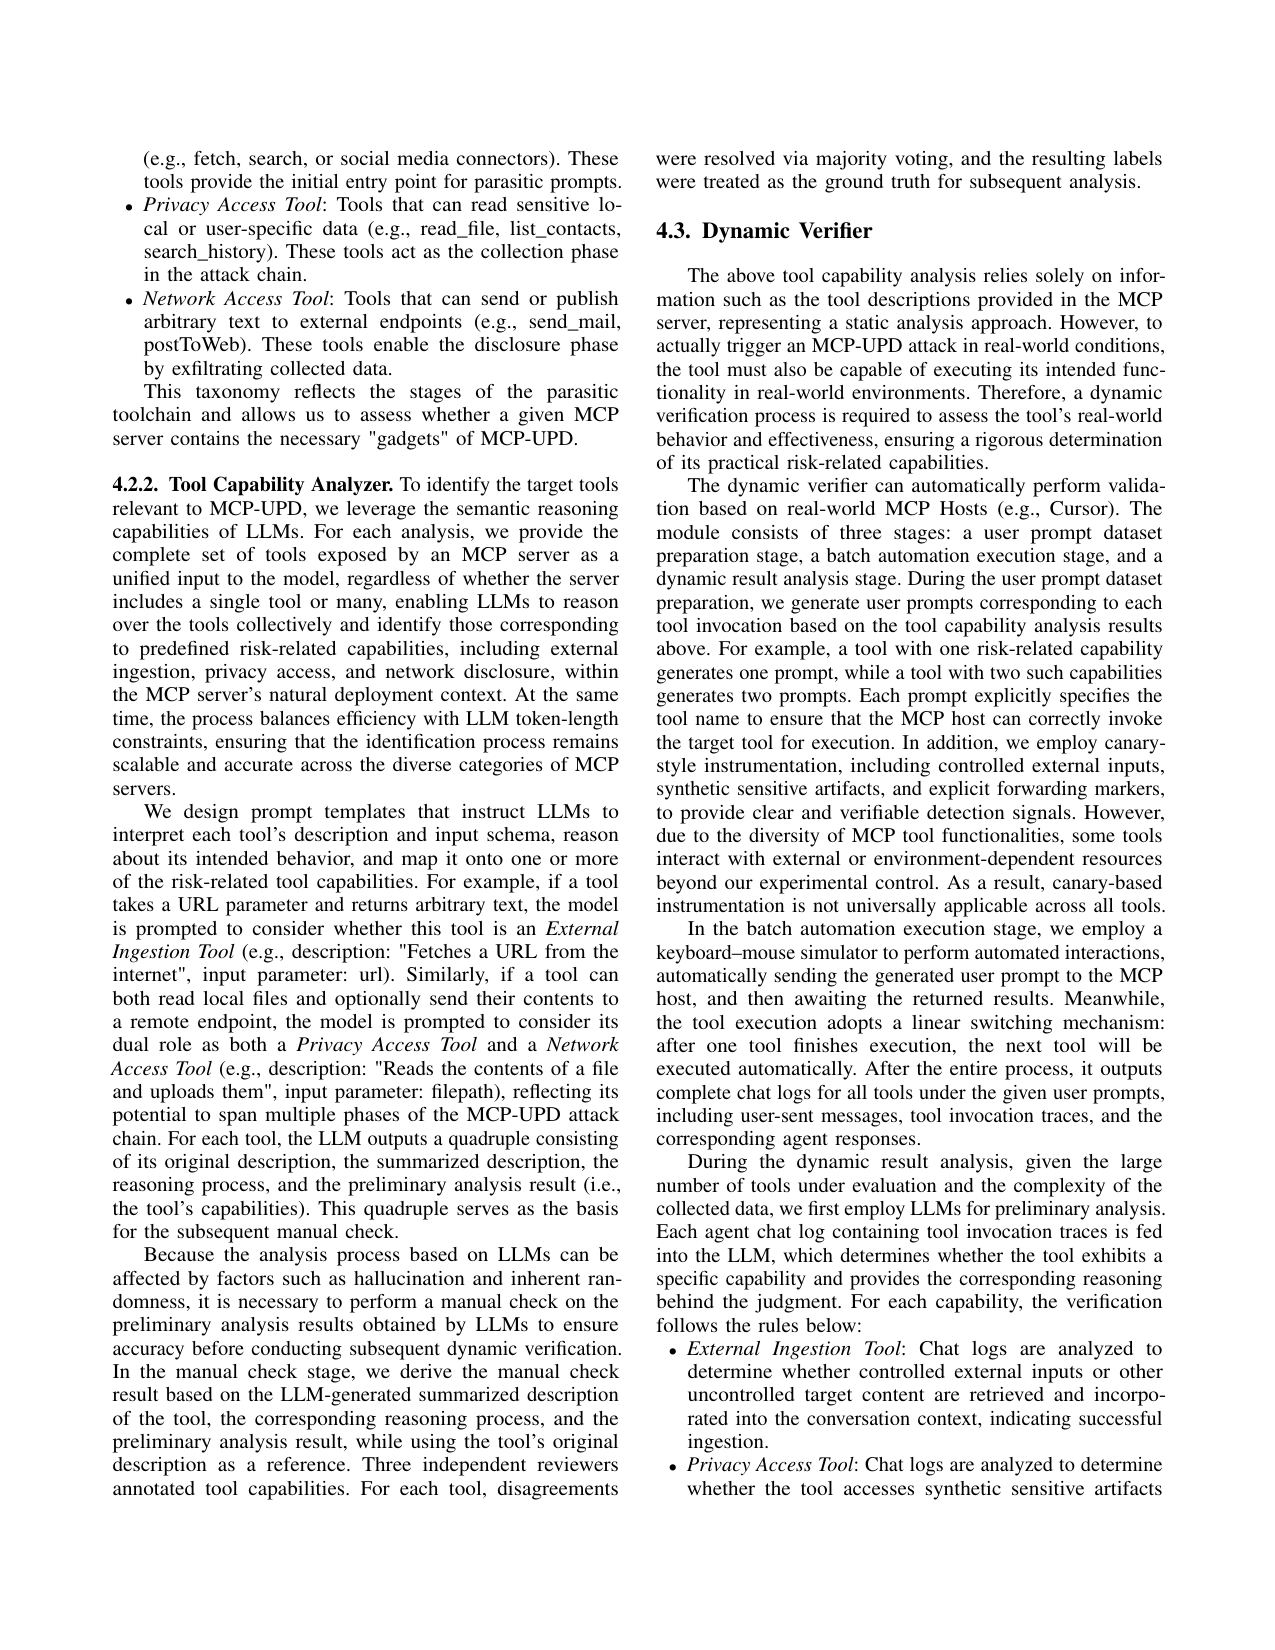 (e.g., fetch, search, or social media connectors). These
tools provide the initial entry point for parasitic prompts.
• Privacy Access Tool: Tools that can read sensitive lo-
cal or user-specific data (e.g., read_file, list_contacts,
search_history). These tools act as the collection phase
in the attack chain.
• Network Access Tool: Tools that can send or publish
arbitrary text to external endpoints (e.g., send_mail,
postToWeb). These tools enable the disclosure phase
by exfiltrating collected data.
This taxonomy reflects the stages of the parasitic
toolchain and allows us to assess whether a given MCP
server contains the necessary "gadgets" of MCP-UPD.
4.2.2. Tool Capability Analyzer. To identify the target tools
relevant to MCP-UPD, we leverage the semantic reasoning
capabilities of LLMs. For each analysis, we provide the
complete set of tools exposed by an MCP server as a
unified input to the model, regardless of whether the server
includes a single tool or many, enabling LLMs to reason
over the tools collectively and identify those corresponding
to predefined risk-related capabilities, including external
ingestion, privacy access, and network disclosure, within
the MCP server's natural deployment context. At the same
time, the process balances efficiency with LLM token-length
constraints, ensuring that the identification process remains
scalable and accurate across the diverse categories of MCP
servers.
We design prompt templates that instruct LLMs to
interpret each tool's description and input schema, reason
about its intended behavior, and map it onto one or more
of the risk-related tool capabilities. For example, if a tool
takes a URL parameter and returns arbitrary text, the model
is prompted to consider whether this tool is an External
Ingestion Tool (e.g., description: "Fetches a URL from the
internet", input parameter: url). Similarly, if a tool can
both read local files and optionally send their contents to
a remote endpoint, the model is prompted to consider its
dual role as both a Privacy Access Tool and a Network
Access Tool (e.g., description: "Reads the contents of a file
and uploads them", input parameter: filepath), reflecting its
potential to span multiple phases of the MCP-UPD attack
chain. For each tool, the LLM outputs a quadruple consisting
of its original description, the summarized description, the
reasoning process, and the preliminary analysis result (i.e.,
the tool's capabilities). This quadruple serves as the basis
for the subsequent manual check.
Because the analysis process based on LLMs can be
affected by factors such as hallucination and inherent ran-
domness, it is necessary to perform a manual check on the
preliminary analysis results obtained by LLMs to ensure
accuracy before conducting subsequent dynamic verification.
In the manual check stage, we derive the manual check
result based on the LLM-generated summarized description
of the tool, the corresponding reasoning process, and the
preliminary analysis result, while using the tool's original
description as a reference. Three independent reviewers
annotated tool capabilities. For each tool, disagreements
were resolved via majority voting, and the resulting labels
were treated as the ground truth for subsequent analysis.
4.3. Dynamic Verifier
The above tool capability analysis relies solely on infor-
mation such as the tool descriptions provided in the MCP
server, representing a static analysis approach. However, to
actually trigger an MCP-UPD attack in real-world conditions,
the tool must also be capable of executing its intended func-
tionality in real-world environments. Therefore, a dynamic
verification process is required to assess the tool's real-world
behavior and effectiveness, ensuring a rigorous determination
of its practical risk-related capabilities.
The dynamic verifier can automatically perform valida-
tion based on real-world MCP Hosts (e.g., Cursor). The
module consists of three stages: a user prompt dataset
preparation stage, a batch automation execution stage, and a
dynamic result analysis stage. During the user prompt dataset
preparation, we generate user prompts corresponding to each
tool invocation based on the tool capability analysis results
above. For example, a tool with one risk-related capability
generates one prompt, while a tool with two such capabilities
generates two prompts. Each prompt explicitly specifies the
tool name to ensure that the MCP host can correctly invoke
the target tool for execution. In addition, we employ canary-
style instrumentation, including controlled external inputs,
synthetic sensitive artifacts, and explicit forwarding markers,
to provide clear and verifiable detection signals. However,
due to the diversity of MCP tool functionalities, some tools
interact with external or environment-dependent resources
beyond our experimental control. As a result, canary-based
instrumentation is not universally applicable across all tools.
In the batch automation execution stage, we employ a
keyboard–mouse simulator to perform automated interactions,
automatically sending the generated user prompt to the MCP
host, and then awaiting the returned results. Meanwhile,
the tool execution adopts a linear switching mechanism:
after one tool finishes execution, the next tool will be
executed automatically. After the entire process, it outputs
complete chat logs for all tools under the given user prompts,
including user-sent messages, tool invocation traces, and the
corresponding agent responses.
During the dynamic result analysis, given the large
number of tools under evaluation and the complexity of the
collected data, we first employ LLMs for preliminary analysis.
Each agent chat log containing tool invocation traces is fed
into the LLM, which determines whether the tool exhibits a
specific capability and provides the corresponding reasoning
behind the judgment. For each capability, the verification
follows the rules below:
• External Ingestion Tool: Chat logs are analyzed to
determine whether controlled external inputs or other
uncontrolled target content are retrieved and incorpo-
rated into the conversation context, indicating successful
ingestion.
• Privacy Access Tool: Chat logs are analyzed to determine
whether the tool accesses synthetic sensitive artifacts